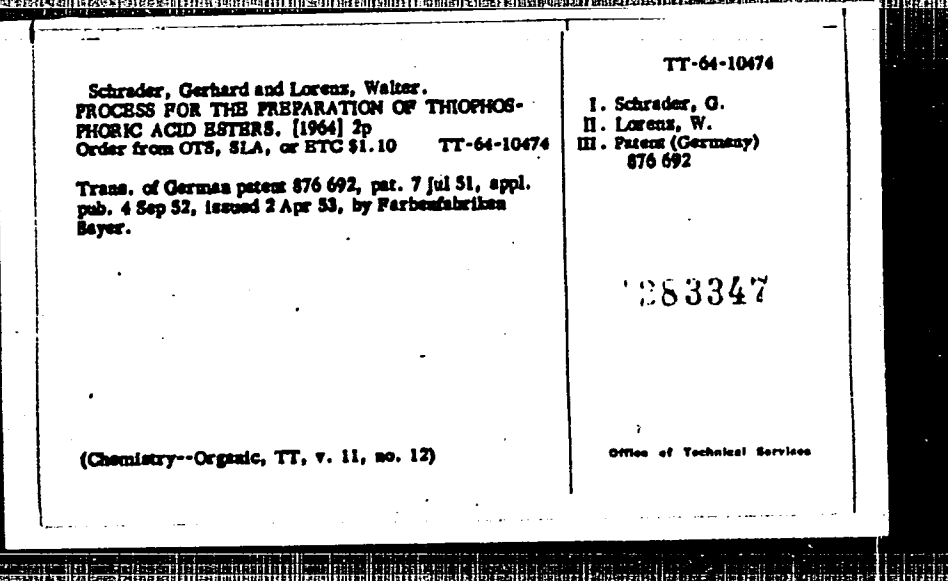 Schrader, Gerhard and Lorenz, Walter.
PROCESS FOR THE PREPARATION OF THIOPHOS-
PHORIC ACID ESTERS. [1964] 2p
Order from OTS, SLA, or ETC $1.10 TT-64-10474
Trans. of German patent 876 692, pat. 7 Jul 51, appl.
pub. 4 Sep 52, issued 2 Apr 53, by Farbenfabriken
Bayer.
(Chemistry--Organic, TT, v. 11, no. 12)
TT-64-10474
I. Schrader, G.
II. Lorenz, W.
III. Patent (Germany)
876 692
283347
Office of Technical Services